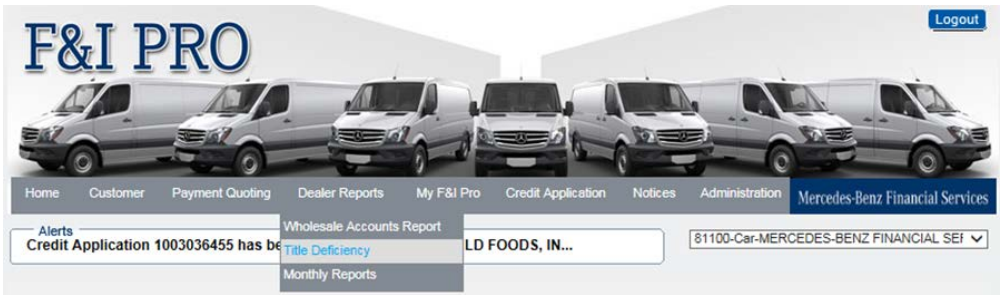 F&I PRO
Logout
Home Customer Payment Quoting Dealer Reports My F&I Pro Credit Application Notices Administration Mercedes-Benz Financial Services
Wholesale Accounts Report
Alerts
Credit Application 1003036455 has be LD FOODS, IN...
Title Deficiency
81100-Car-MERCEDES-BENZ FINANCIAL SEF
Monthly Reports